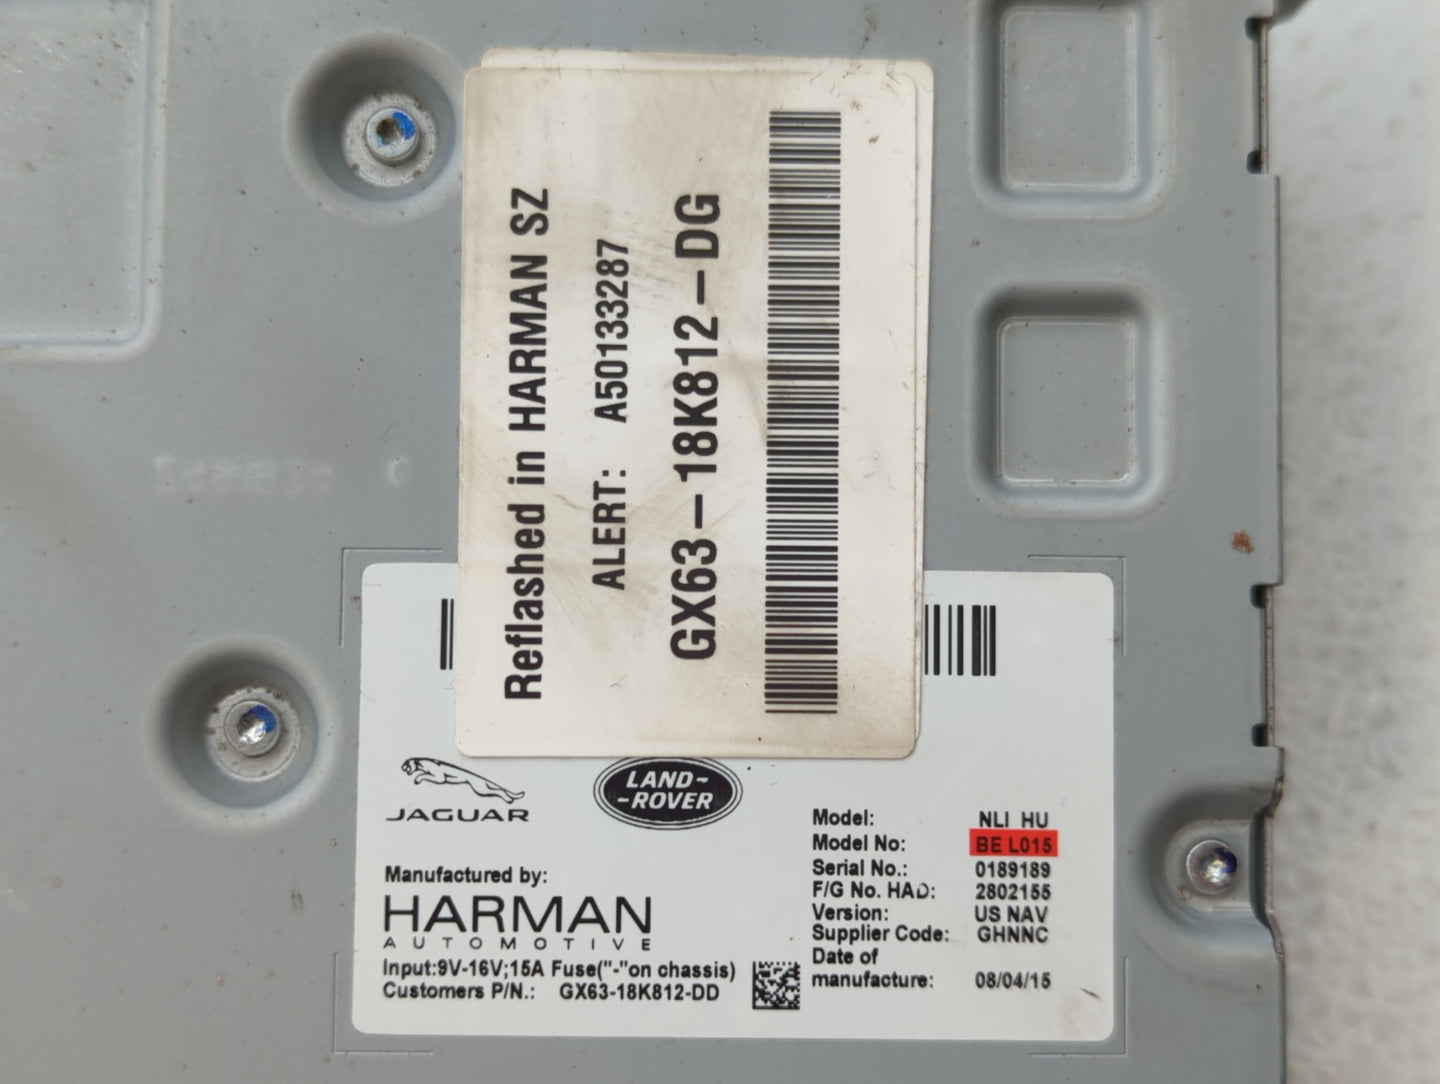 Reflashed in HARMAN SZ
ALERT: A50133287
GX63-18K812-DG
JAGUAR
LAND-
-ROVER
Manufactured by:
HARMAN
AUTOMOTIVE
Input:9V-16V;15A Fuse("-"on chassis)
Customers P/N.: GX63-18K812-DD
Model: NLI HU
Model No: BE L015
Serial No.: 0189189
F/G No. HAD: 2802155
Version: US NAV
Supplier Code: GHNNC
Date of
manufacture: 08/04/15